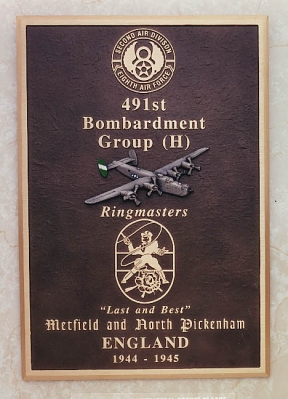 SECOND AIR DIVISON
EIGHTH AIR FORCE
491st
Bombardment
Group (H)
Ringmasters
"Last and Best"
Metfield and North Pickenham
ENGLAND
1944 - 1945